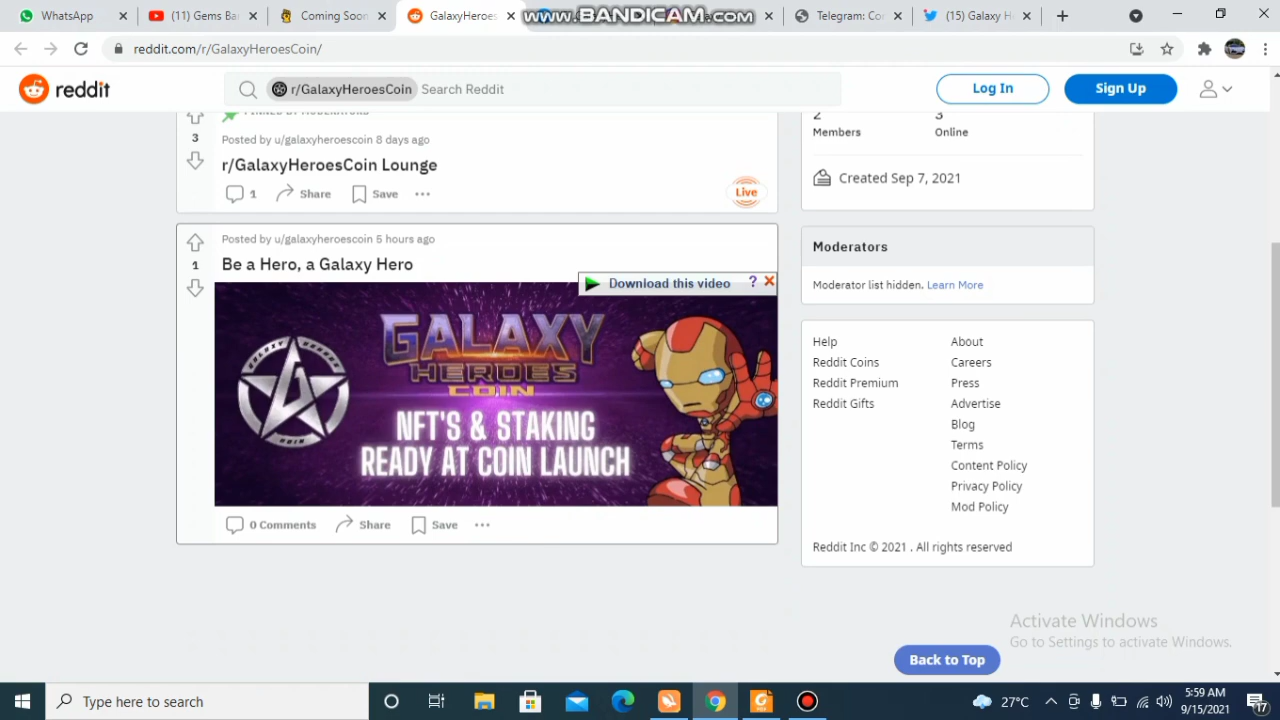 WhatsApp
(11) Gems Ba
Coming Soon
GalaxyHeroes
WWW.BANDICAM.COM
Telegram: Co
(15) Galaxy H
reddit.com/r/GalaxyHeroesCoin/
reddit
r/GalaxyHeroesCoin
Search Reddit
Log In
Sign Up
PINNED BY MODERATORS
3
Posted by u/galaxyheroescoin 8 days ago
r/GalaxyHeroesCoin Lounge
1
Share
Save
Live
1
Posted by u/galaxyheroescoin 5 hours ago
Be a Hero, a Galaxy Hero
Download this video
?
GALAXY
HEROES
COIN
NFT'S & STAKING
READY AT COIN LAUNCH
0 Comments
Share
Save
2
3
Members
Online
Created Sep 7, 2021
Moderators
Moderator list hidden. Learn More
Help
About
Reddit Coins
Careers
Reddit Premium
Press
Reddit Gifts
Advertise
Blog
Terms
Content Policy
Privacy Policy
Mod Policy
Reddit Inc © 2021 . All rights reserved
Activate Windows
Go to Settings to activate Windows.
Back to Top
Type here to search
27°C
5:59 AM
9/15/2021
17